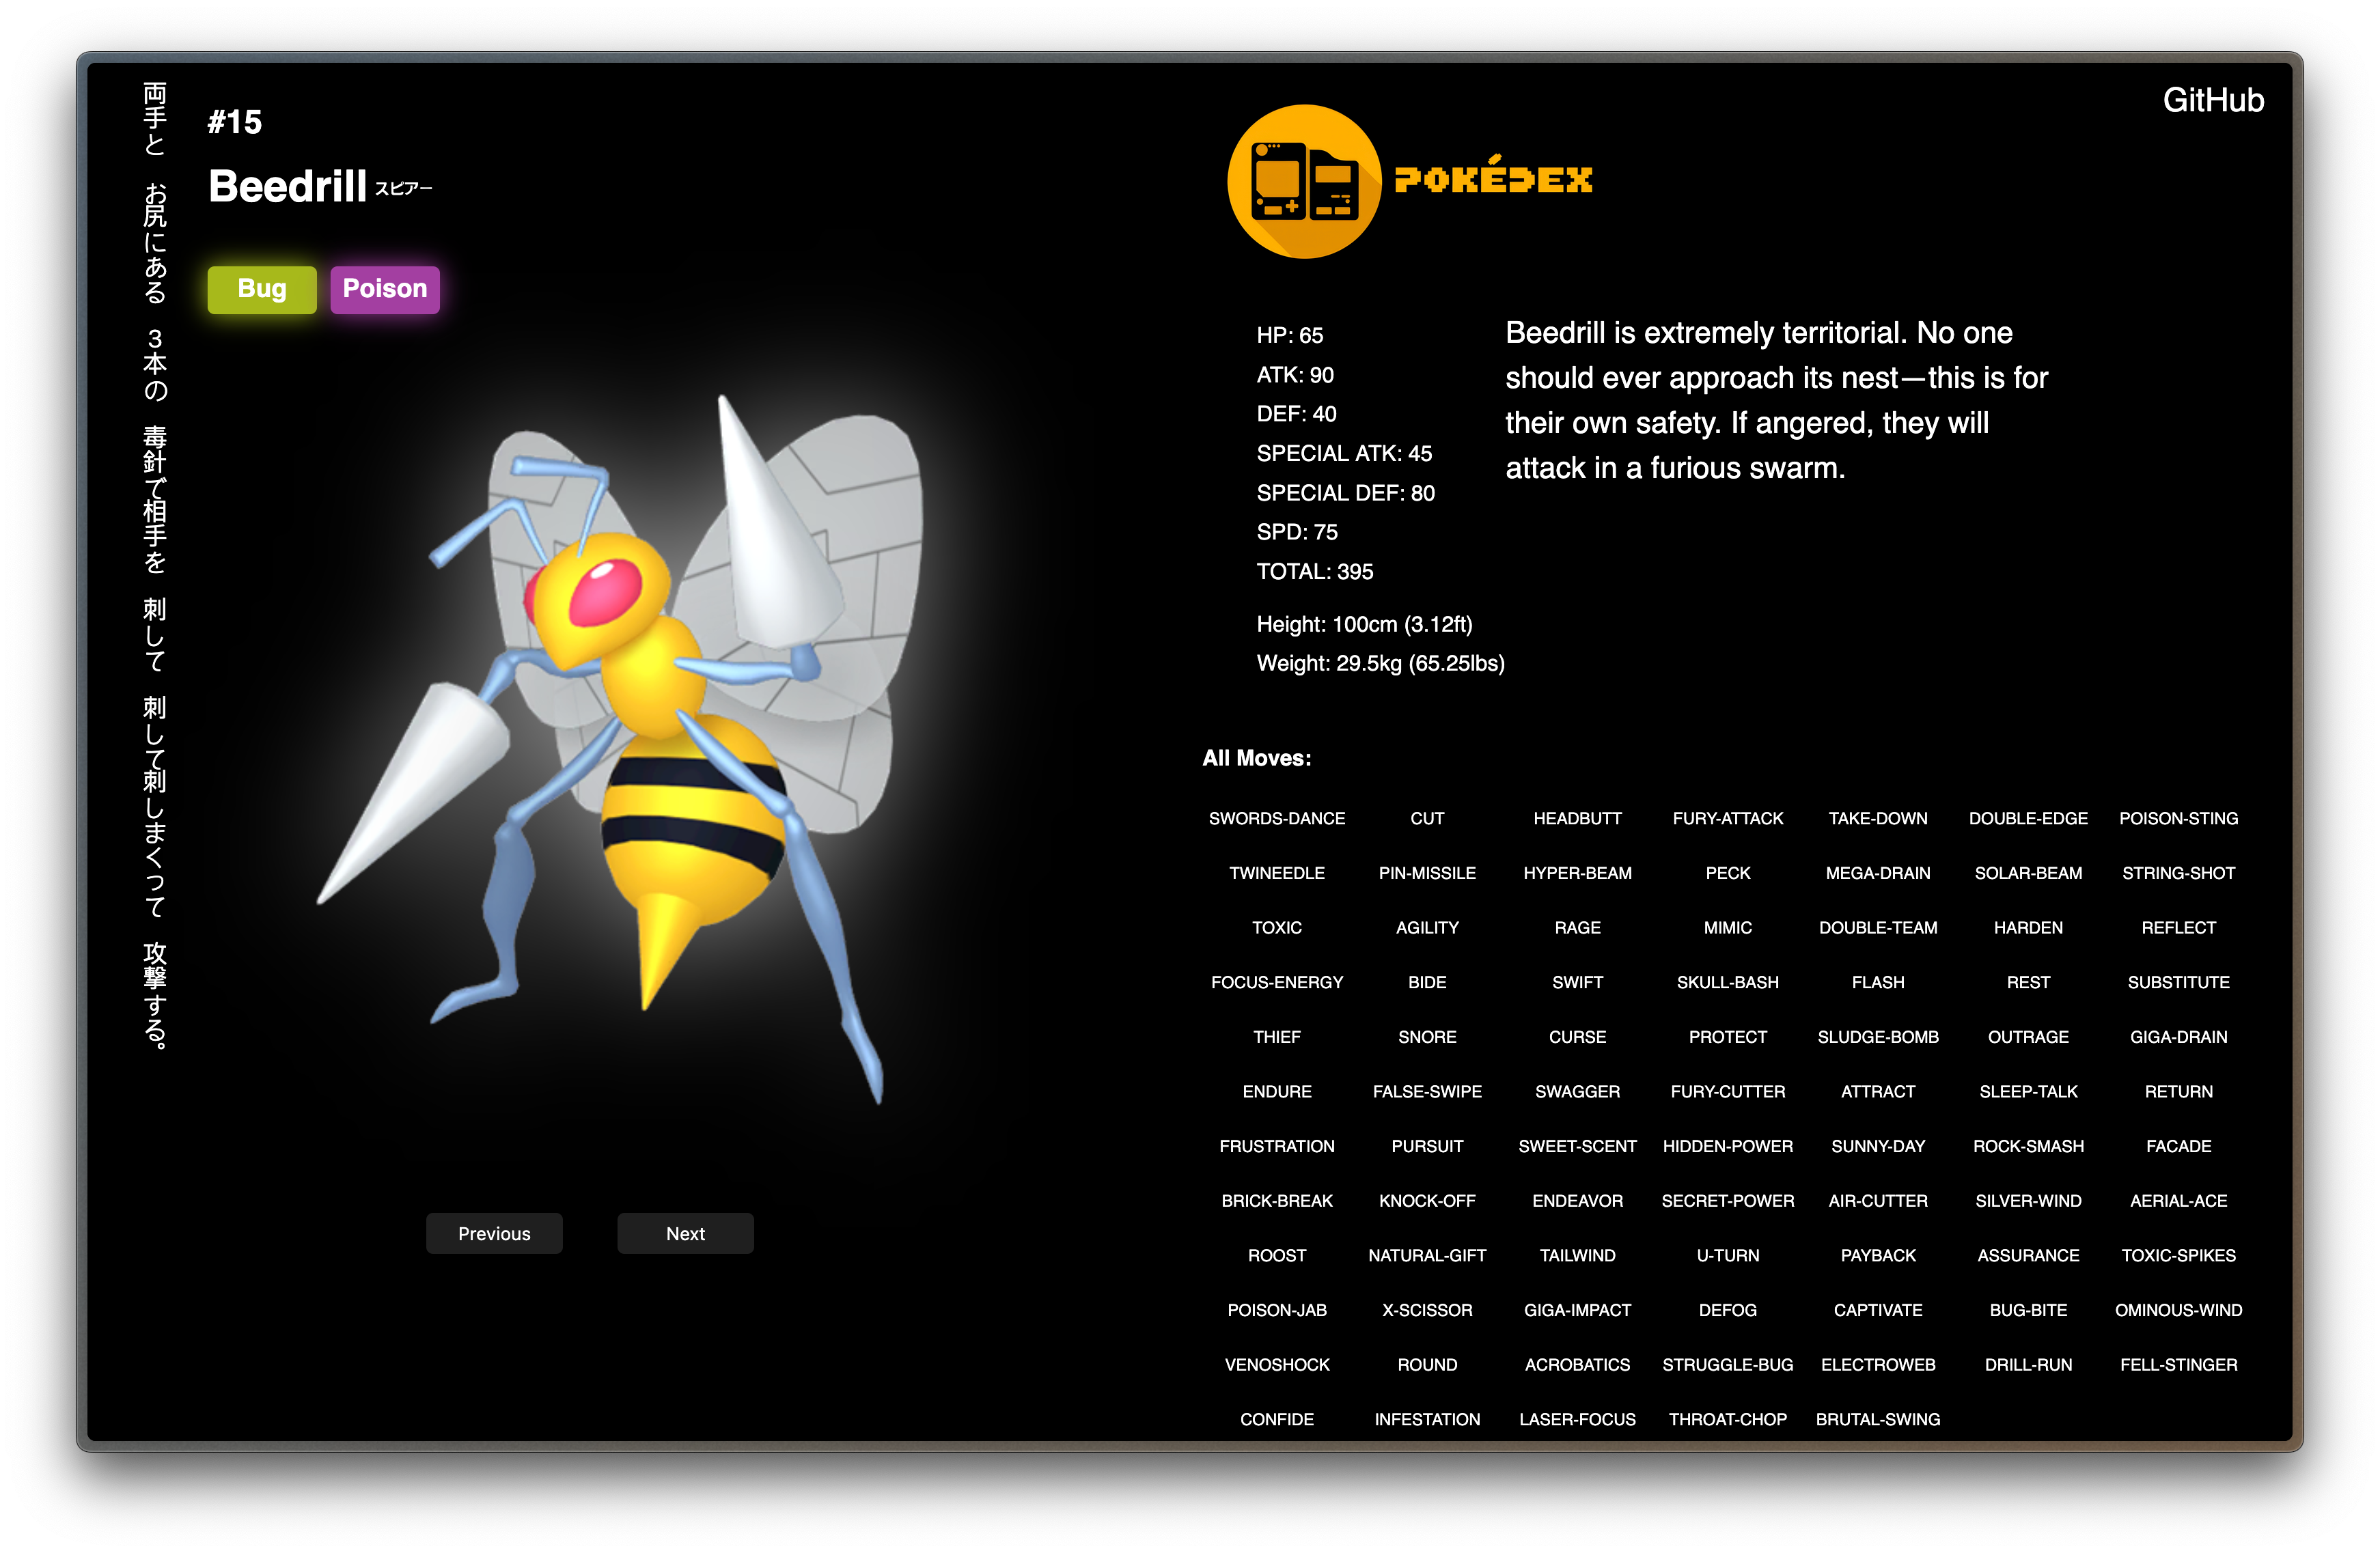 両手と　お尻にある　3本の　毒針で相手を　刺して　刺して刺しまくって　攻撃する。
#15
Beedrill スピアー
Bug Poison
Previous Next
GitHub
POKÉDEX
HP: 65
ATK: 90
DEF: 40
SPECIAL ATK: 45
SPECIAL DEF: 80
SPD: 75
TOTAL: 395
Height: 100cm (3.12ft)
Weight: 29.5kg (65.25lbs)
Beedrill is extremely territorial. No one
should ever approach its nest—this is for
their own safety. If angered, they will
attack in a furious swarm.
All Moves:
SWORDS-DANCE CUT HEADBUTT FURY-ATTACK TAKE-DOWN DOUBLE-EDGE POISON-STING
TWINEEDLE PIN-MISSILE HYPER-BEAM PECK MEGA-DRAIN SOLAR-BEAM STRING-SHOT
TOXIC AGILITY RAGE MIMIC DOUBLE-TEAM HARDEN REFLECT
FOCUS-ENERGY BIDE SWIFT SKULL-BASH FLASH REST SUBSTITUTE
THIEF SNORE CURSE PROTECT SLUDGE-BOMB OUTRAGE GIGA-DRAIN
ENDURE FALSE-SWIPE SWAGGER FURY-CUTTER ATTRACT SLEEP-TALK RETURN
FRUSTRATION PURSUIT SWEET-SCENT HIDDEN-POWER SUNNY-DAY ROCK-SMASH FACADE
BRICK-BREAK KNOCK-OFF ENDEAVOR SECRET-POWER AIR-CUTTER SILVER-WIND AERIAL-ACE
ROOST NATURAL-GIFT TAILWIND U-TURN PAYBACK ASSURANCE TOXIC-SPIKES
POISON-JAB X-SCISSOR GIGA-IMPACT DEFOG CAPTIVATE BUG-BITE OMINOUS-WIND
VENOSHOCK ROUND ACROBATICS STRUGGLE-BUG ELECTROWEB DRILL-RUN FELL-STINGER
CONFIDE INFESTATION LASER-FOCUS THROAT-CHOP BRUTAL-SWING